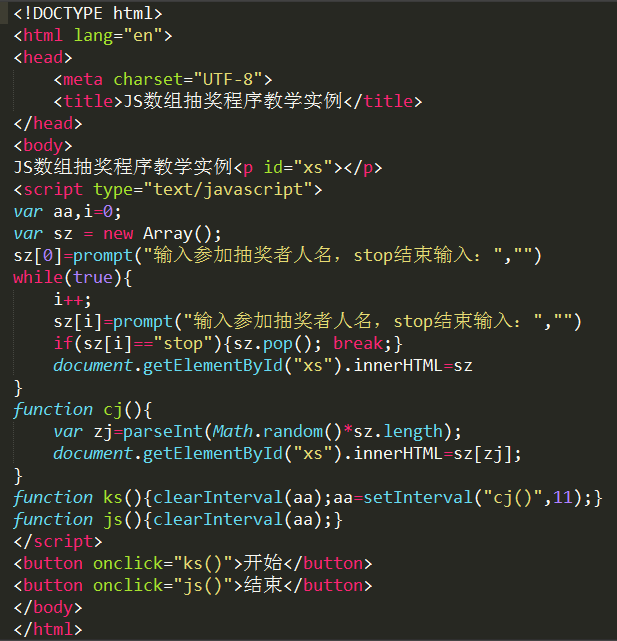 <!DOCTYPE html>
<html lang="en">
<head>
    <meta charset="UTF-8">
    <title>JS数组抽奖程序教学实例</title>
</head>
<body>
JS数组抽奖程序教学实例<p id="xs"></p>
<script type="text/javascript">
var aa,i=0;
var sz = new Array();
sz[0]=prompt("输入参加抽奖者人名，stop结束输入：","")
while(true){
    i++;
    sz[i]=prompt("输入参加抽奖者人名，stop结束输入：","")
    if(sz[i]=="stop"){sz.pop(); break;}
    document.getElementById("xs").innerHTML=sz
}
function cj(){
    var zj=parseInt(Math.random()*sz.length);
    document.getElementById("xs").innerHTML=sz[zj];
}
function ks(){clearInterval(aa);aa=setInterval("cj()",11);}
function js(){clearInterval(aa);}
</script>
<button onclick="ks()">开始</button>
<button onclick="js()">结束</button>
</body>
</html>